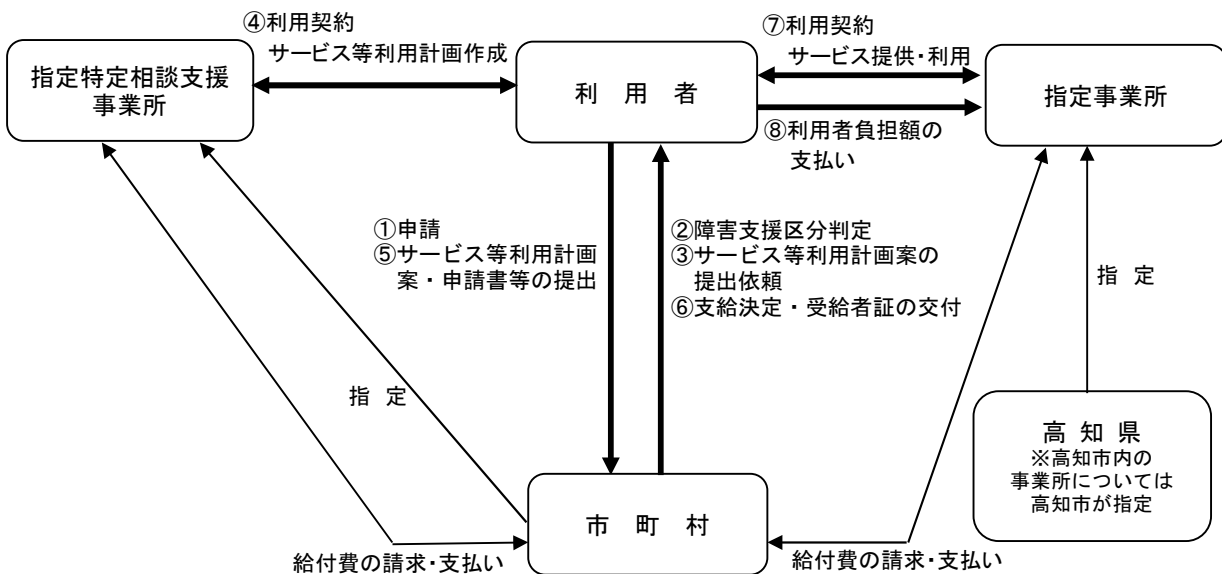 ④利用契約
サービス等利用計画作成
⑦利用契約
サービス提供・利用
指定特定相談支援
事業所
利 用 者
指定事業所
⑧利用者負担額の
支払い
①申請
⑤サービス等利用計画
案・申請書等の提出
②障害支援区分判定
③サービス等利用計画案の
提出依頼
⑥支給決定・受給者証の交付
指 定
指 定
高 知 県
※高知市内の
事業所については
高知市が指定
市 町 村
給付費の請求・支払い
給付費の請求・支払い